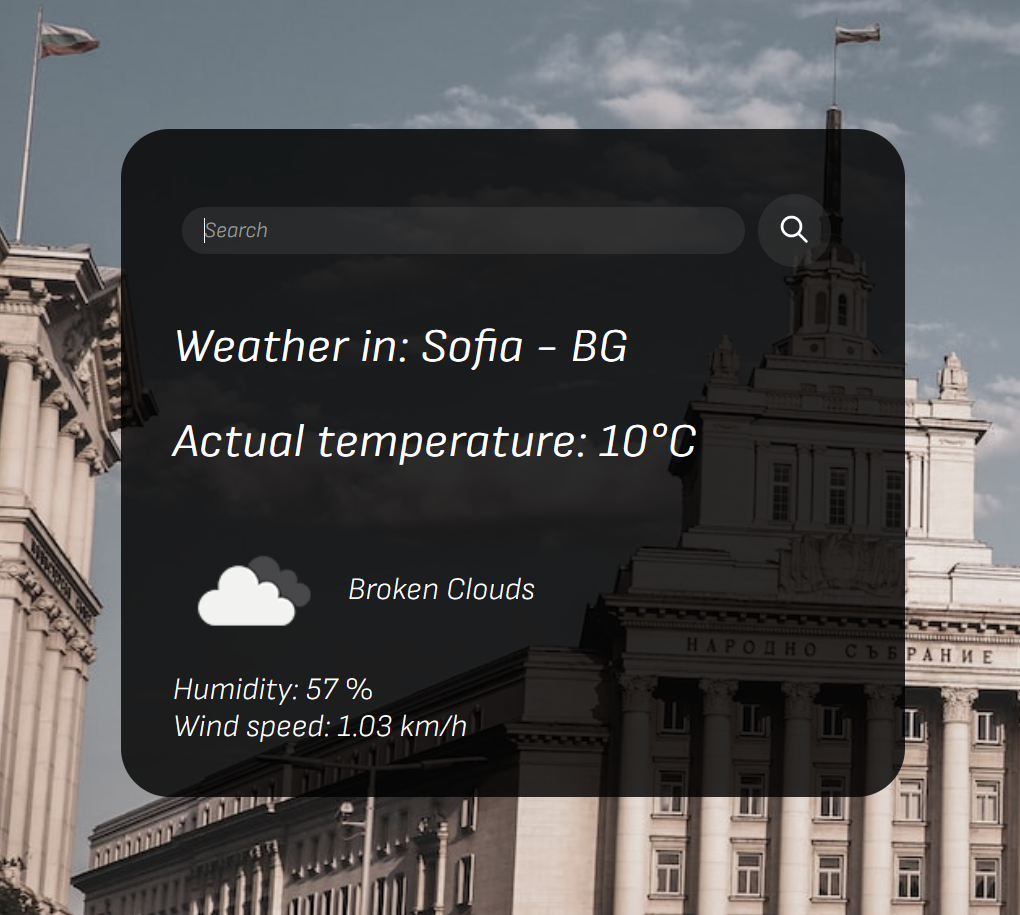 Search
Weather in: Sofia - BG
Actual temperature: 10°C
Broken Clouds
НАРОДНО СЪБРАНИЕ
Humidity: 57 %
Wind speed: 1.03 km/h